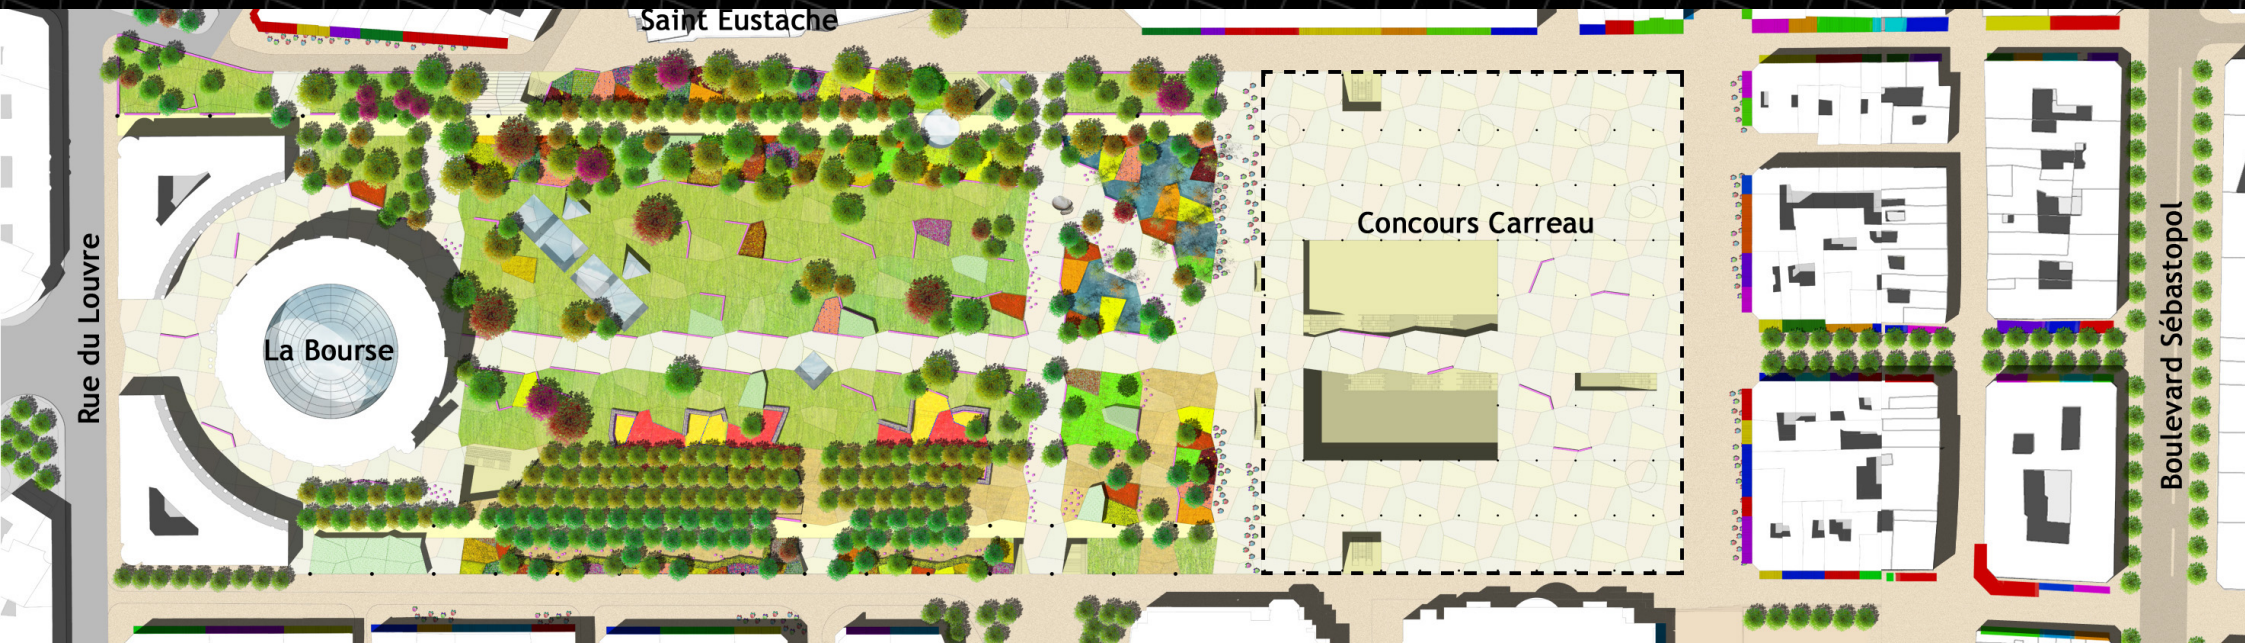 Saint Eustache
Concours Carreau
La Bourse
Rue du Louvre
Boulevard Sébastopol